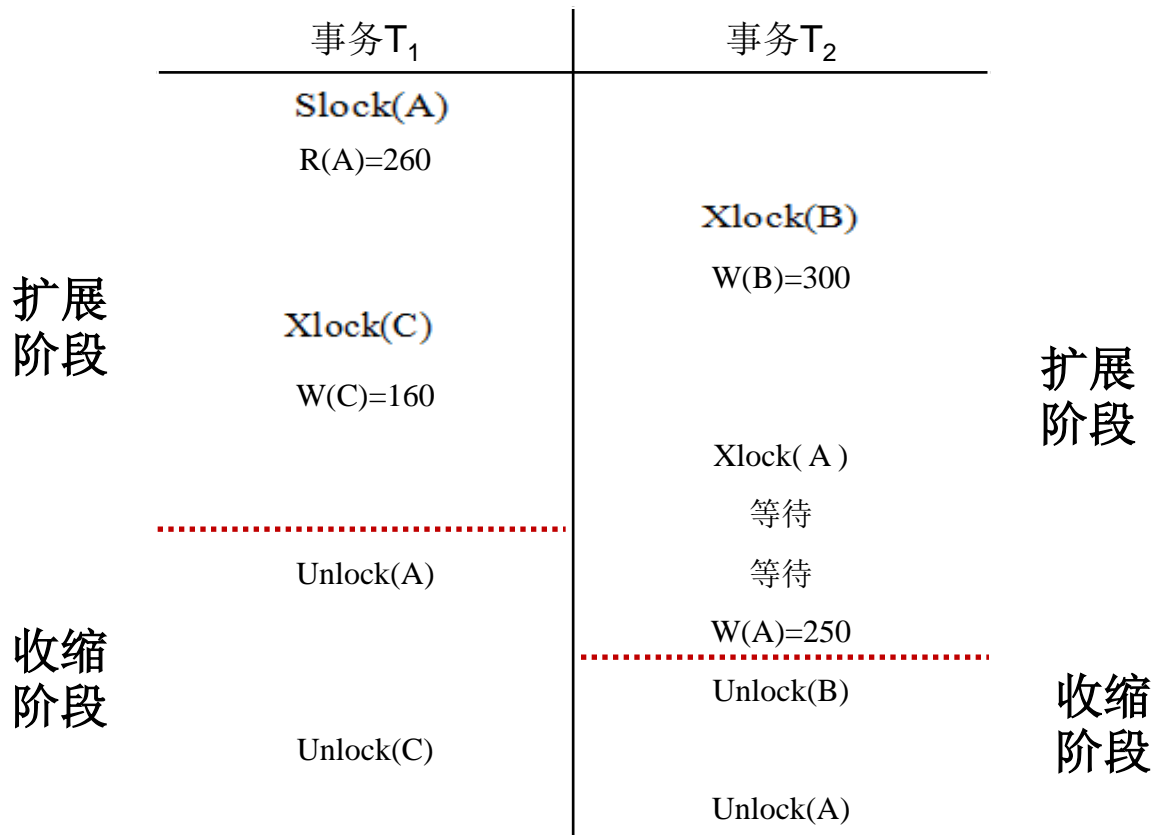 事务T₁
事务T₂
Slock(A)
R(A)=260
Xlock(B)
W(B)=300
扩展
阶段
Xlock(C)
W(C)=160
扩展
阶段
Xlock( A )
等待
Unlock(A)
等待
W(A)=250
收缩
阶段
Unlock(B)
收缩
阶段
Unlock(C)
Unlock(A)